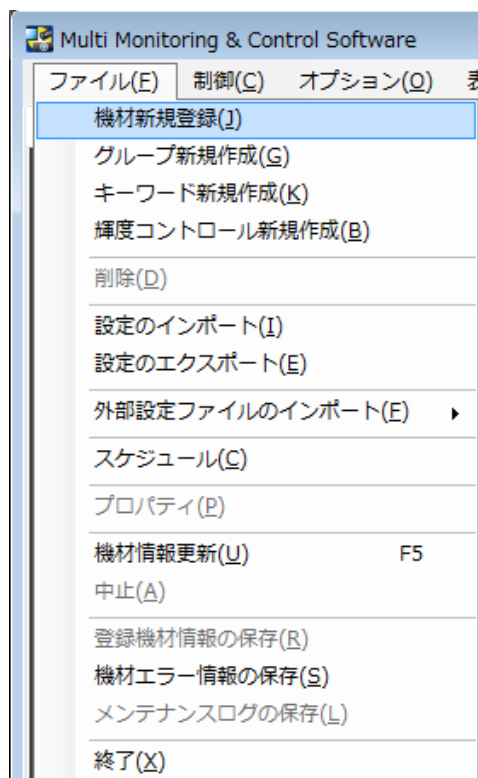 Multi Monitoring & Control Software
ファイル(F) 制御(C) オプション(O) 表
機材新規登録(J)
グループ新規作成(G)
キーワード新規作成(K)
輝度コントロール新規作成(B)
削除(D)
設定のインポート(I)
設定のエクスポート(E)
外部設定ファイルのインポート(F)
スケジュール(C)
プロパティ(P)
機材情報更新(U) F5
中止(A)
登録機材情報の保存(R)
機材エラー情報の保存(S)
メンテナンスログの保存(L)
終了(X)